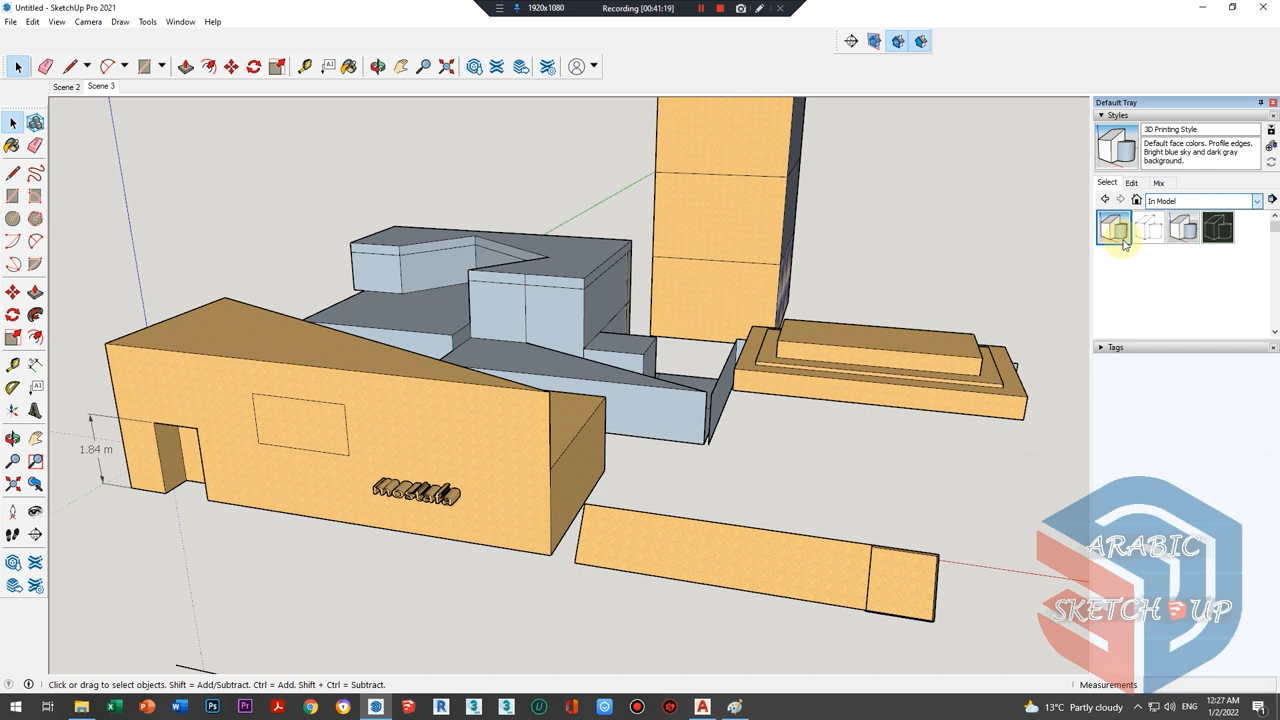 Untitled - SketchUp Pro 2021
1920x1080
Recording [00:41:19]
File Edit View Camera Draw Tools Window Help
Scene 2 Scene 3
Default Tray
Styles
3D Printing Style
Default face colors. Profile edges.
Bright blue sky and dark gray
background.
Select Edit Mix
In Model
Tags
1.84 m
mostafa
ARABIC
SKETCH UP
Click or drag to select objects. Shift = Add/Subtract. Ctrl = Add. Shift + Ctrl = Subtract.
Measurements
13°C Partly cloudy
ENG
12:27 AM
1/2/2022